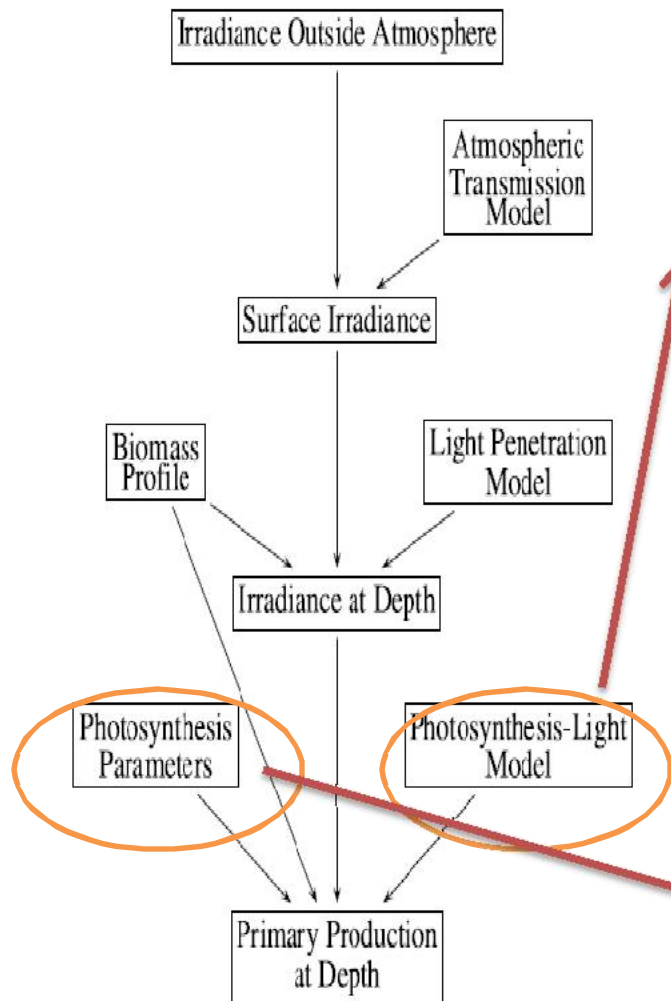 Irradiance Outside Atmosphere
Atmospheric
Transmission
Model
Surface Irradiance
Biomass
Profile
Light Penetration
Model
Irradiance at Depth
Photosynthesis
Parameters
Photosynthesis-Light
Model
Primary Production
at Depth